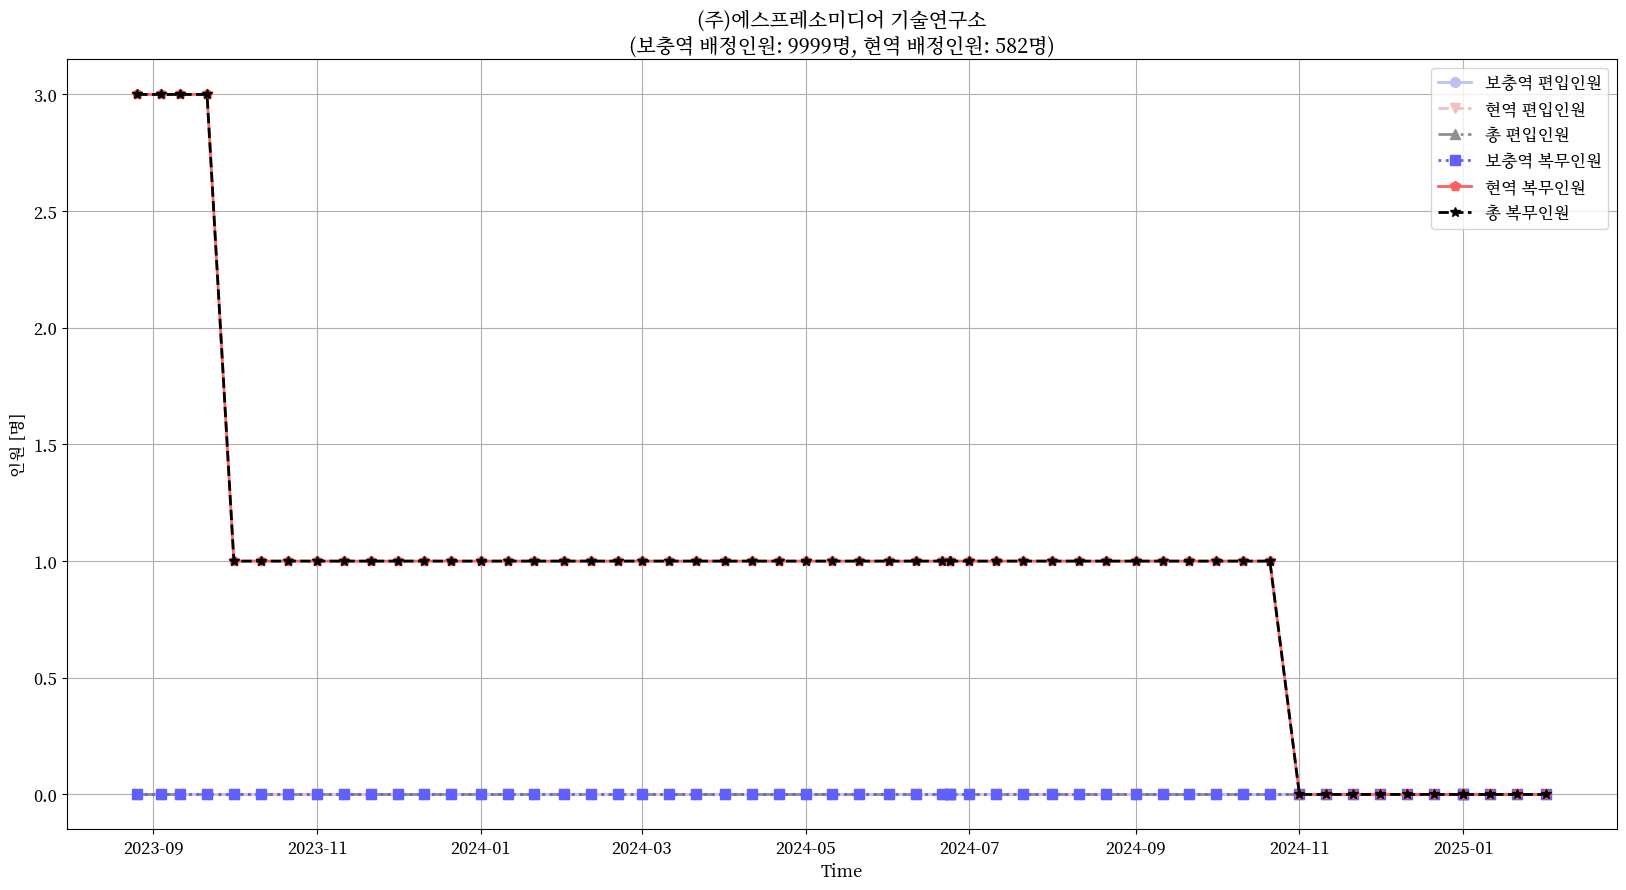 (주)에스프레소미디어 기술연구소
(보충역 배정인원: 9999명, 현역 배정인원: 582명)
보충역 편입인원
현역 편입인원
총 편입인원
보충역 복무인원
현역 복무인원
총 복무인원
인원 [명]
3.0
2.5
2.0
1.5
1.0
0.5
0.0
2023-09
2023-11
2024-01
2024-03
2024-05
2024-07
2024-09
2024-11
2025-01
Time